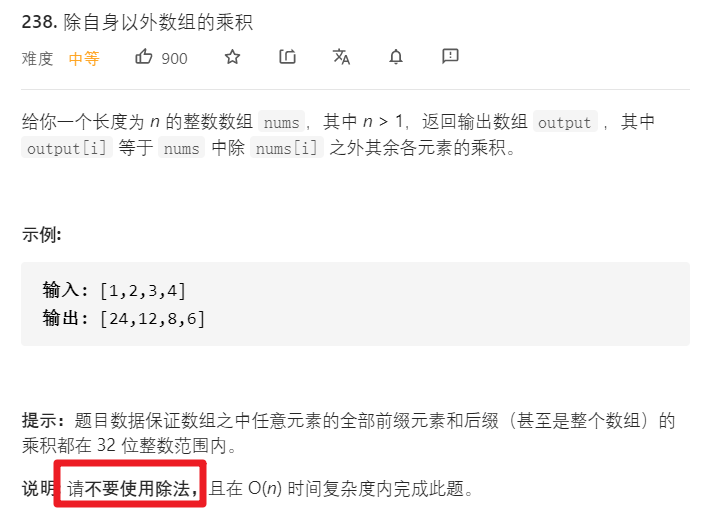 238. 除自身以外数组的乘积
难度 中等 900
给你一个长度为 n 的整数数组 nums，其中 n > 1，返回输出数组 output ，其中
output[i] 等于 nums 中除 nums[i] 之外其余各元素的乘积。
示例:
输入: [1,2,3,4]
输出: [24,12,8,6]
提示：题目数据保证数组之中任意元素的全部前缀元素和后缀（甚至是整个数组）的
乘积都在 32 位整数范围内。
说明 请不要使用除法，且在 O(n) 时间复杂度内完成此题。